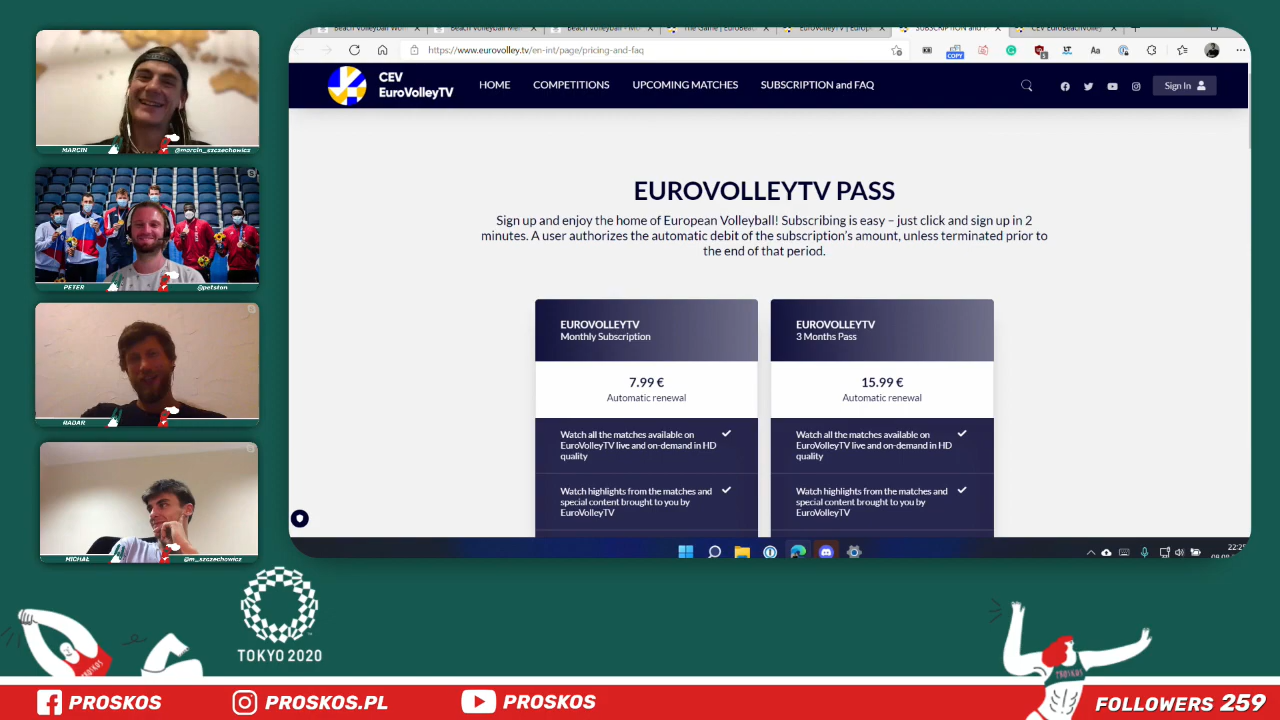 MARCIN
@marcin_szczechowicz
PETER
@petslon
RADAR
MICHAŁ
@m_szczechowicz
TOKYO 2020
https://www.eurovolley.tv/en-int/page/pricing-and-faq
COPY
CEV
EuroVolleyTV
HOME
COMPETITIONS
UPCOMING MATCHES
SUBSCRIPTION and FAQ
Sign In
EUROVOLLEYTV PASS
Sign up and enjoy the home of European Volleyball! Subscribing is easy – just click and sign up in 2
minutes. A user authorizes the automatic debit of the subscription's amount, unless terminated prior to
the end of that period.
EUROVOLLEYTV
Monthly Subscription
7.99 €
Automatic renewal
Watch all the matches available on
EuroVolleyTV live and on-demand in HD
quality
Watch highlights from the matches and
special content brought to you by
EuroVolleyTV
EUROVOLLEYTV
3 Months Pass
15.99 €
Automatic renewal
Watch all the matches available on
EuroVolleyTV live and on-demand in HD
quality
Watch highlights from the matches and
special content brought to you by
EuroVolleyTV
22:25
PROSKOS
PROSKOS.PL
PROSKOS
FOLLOWERS 259